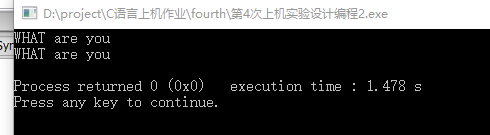 D:\project\C语言上机作业\fourth\第4次上机实验设计编程2.exe
Syn
WHAT are you
WHAT are you
Process returned 0 (0x0)   execution time : 1.478 s
Press any key to continue.